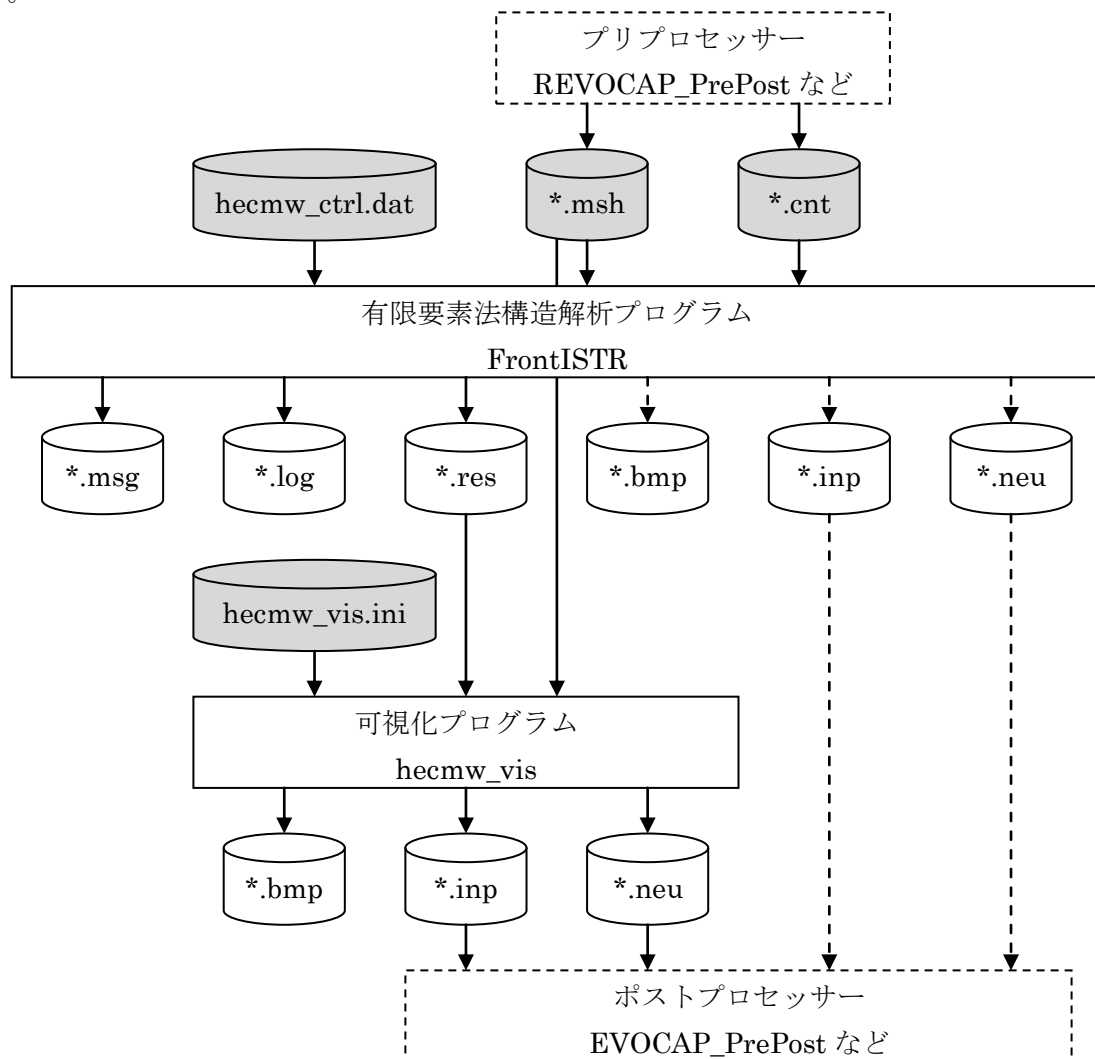 。
プリプロセッサー
REVOCAP_PrePost など
hecmw_ctrl.dat
*.msh
*.cnt
有限要素法構造解析プログラム
FrontISTR
*.msg
*.log
*.res
*.bmp
*.inp
*.neu
hecmw_vis.ini
可視化プログラム
hecmw_vis
*.bmp
*.inp
*.neu
ポストプロセッサー
EVOCAP_PrePost など